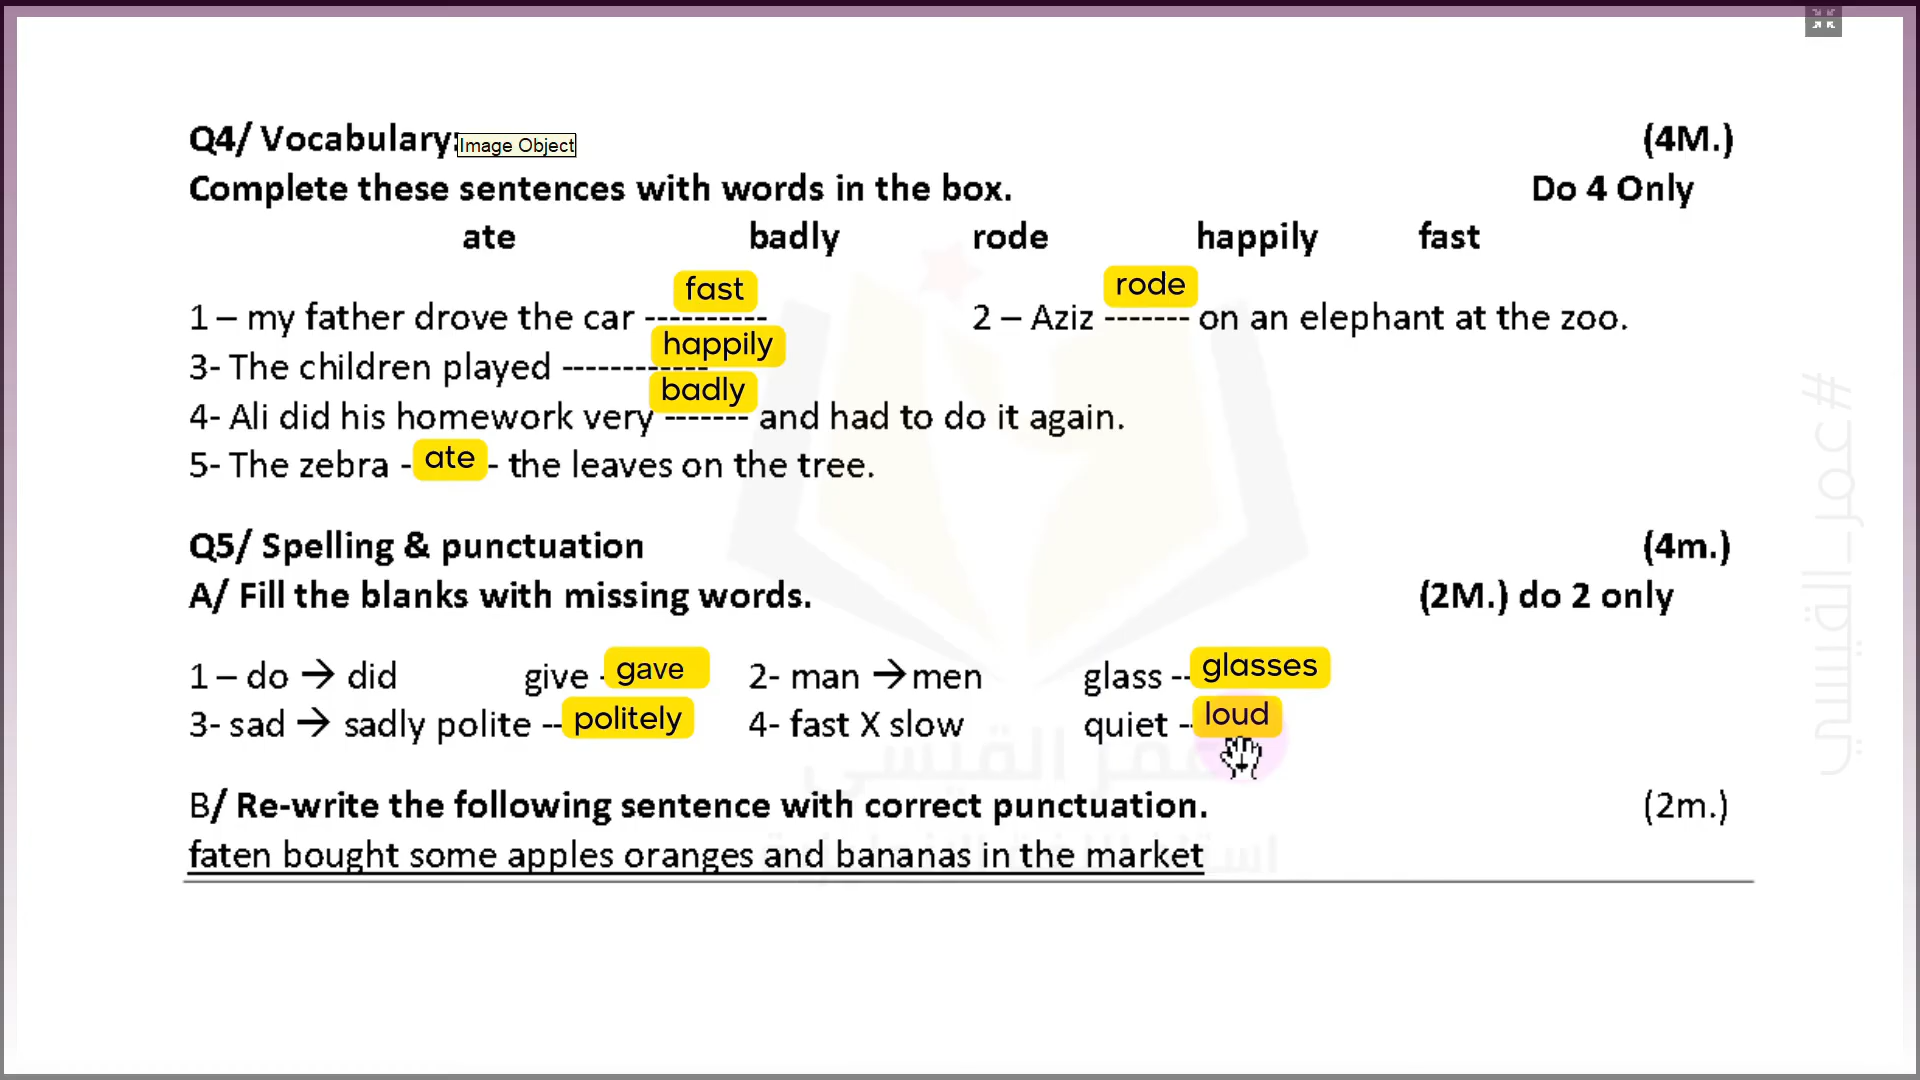 Q4/ Vocabulary: Image Object (4M.)
Complete these sentences with words in the box. Do 4 Only
ate badly rode happily fast
1 – my father drove the car ---------- fast 2 – Aziz ------- rode on an elephant at the zoo.
3- The children played ------------ happily
4- Ali did his homework very ------- badly and had to do it again.
5- The zebra - ate - the leaves on the tree.
Q5/ Spelling & punctuation (4m.)
A/ Fill the blanks with missing words. (2M.) do 2 only
1 – do → did give - gave 2- man → men glass -- glasses
3- sad → sadly polite -- politely 4- fast X slow quiet - loud
B/ Re-write the following sentence with correct punctuation. (2m.)
faten bought some apples oranges and bananas in the market
#عمر_القيسي
عمر القيسي